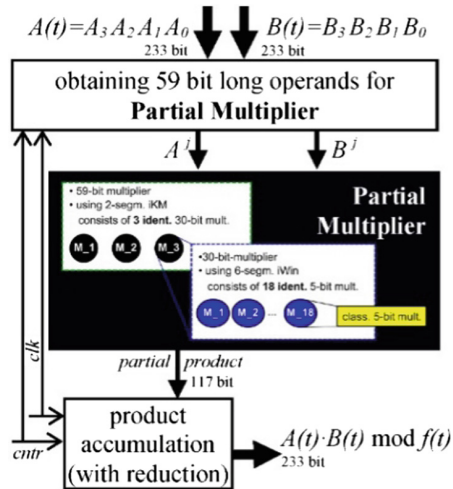 A(t)=A₃ A₂ A₁ A₀
233 bit
B(t)=B₃ B₂ B₁ B₀
233 bit
obtaining 59 bit long operands for
Partial Multiplier
A^j
B^j
Partial
Multiplier
• 59-bit multiplier
• using 2-segm. iKM
consists of 3 ident. 30-bit mult.
M_1 M_2 M_3
•30-bit-multiplier
• using 6-segm. iWin
consists of 18 ident. 5-bit mult.
M_1 M_2 ... M_18
class. 5-bit mult.
partial product
117 bit
clk
cntr
product
accumulation
(with reduction)
A(t)·B(t) mod f(t)
233 bit